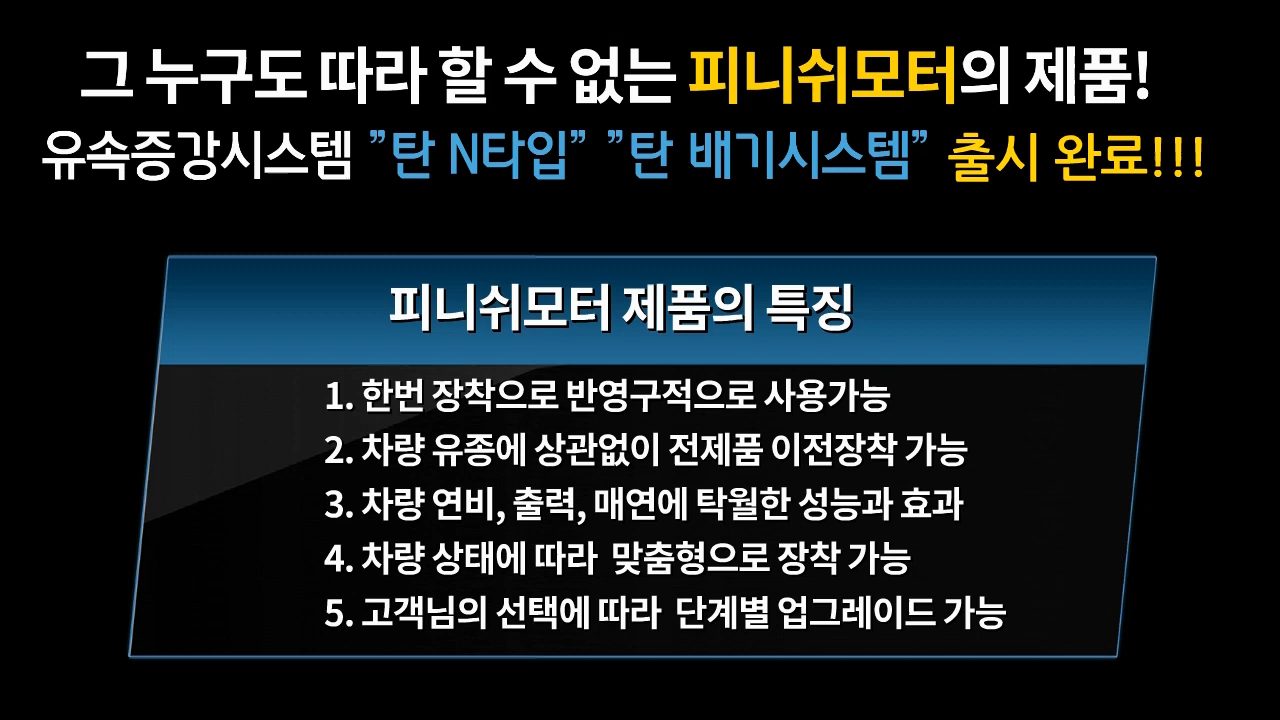 그 누구도 따라 할 수 없는 피니쉬모터의 제품!
유속증강시스템 ”탄 N타입” ”탄 배기시스템” 출시 완료!!!
피니쉬모터 제품의 특징
1. 한번 장착으로 반영구적으로 사용가능
2. 차량 유종에 상관없이 전제품 이전장착 가능
3. 차량 연비, 출력, 매연에 탁월한 성능과 효과
4. 차량 상태에 따라 맞춤형으로 장착 가능
5. 고객님의 선택에 따라 단계별 업그레이드 가능